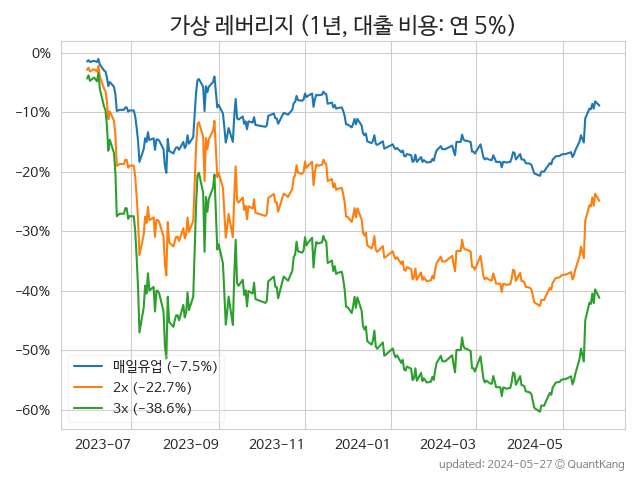 가상 레버리지 (1년, 대출 비용: 연 5%)
0%
−10%
−20%
−30%
−40%
−50%
−60%
매일유업 (−7.5%)
2x (−22.7%)
3x (−38.6%)
2023-07 2023-09 2023-11 2024-01 2024-03 2024-05
updated: 2024-05-27 © QuantKang